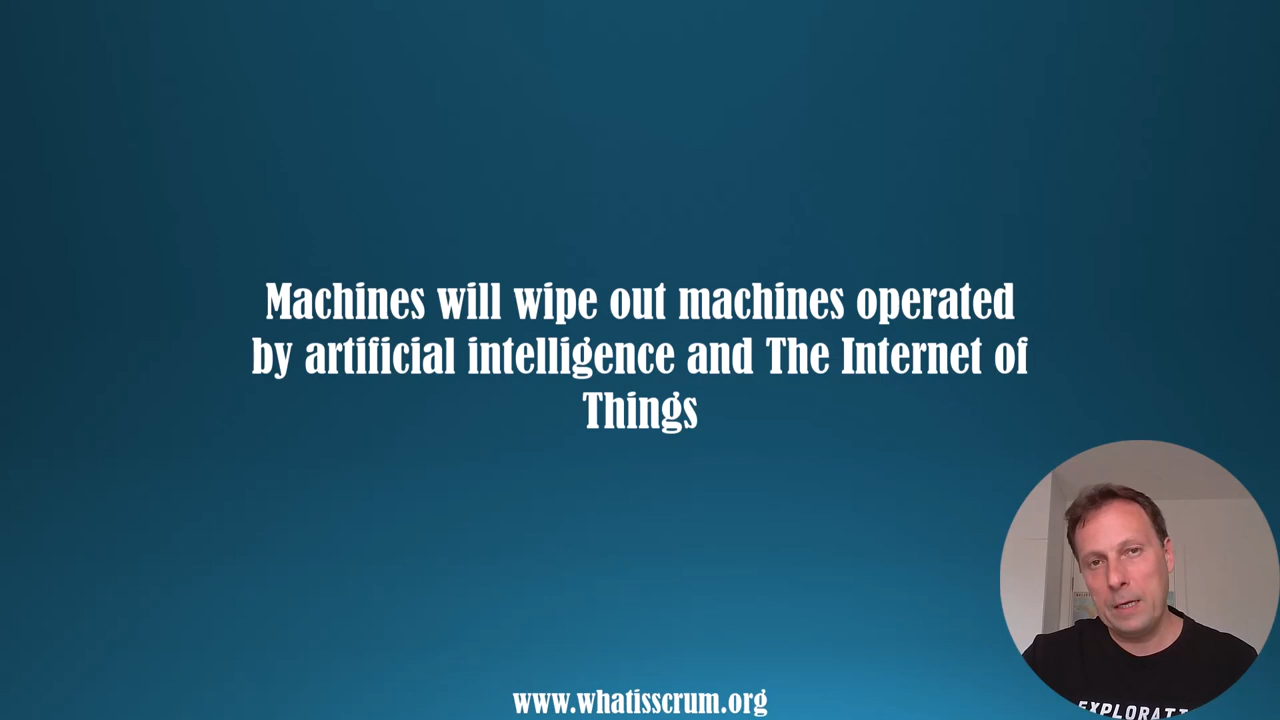 Machines will wipe out machines operated
by artificial intelligence and The Internet of
Things
www.whatisscrum.org